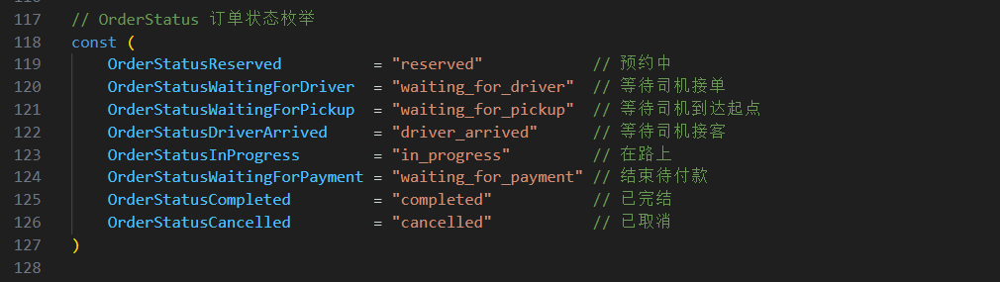 117 // OrderStatus 订单状态枚举
118 const (
119 OrderStatusReserved = "reserved" // 预约中
120 OrderStatusWaitingForDriver = "waiting_for_driver" // 等待司机接单
121 OrderStatusWaitingForPickup = "waiting_for_pickup" // 等待司机到达起点
122 OrderStatusDriverArrived = "driver_arrived" // 等待司机接客
123 OrderStatusInProgress = "in_progress" // 在路上
124 OrderStatusWaitingForPayment = "waiting_for_payment" // 结束待付款
125 OrderStatusCompleted = "completed" // 已完结
126 OrderStatusCancelled = "cancelled" // 已取消
127 )
128